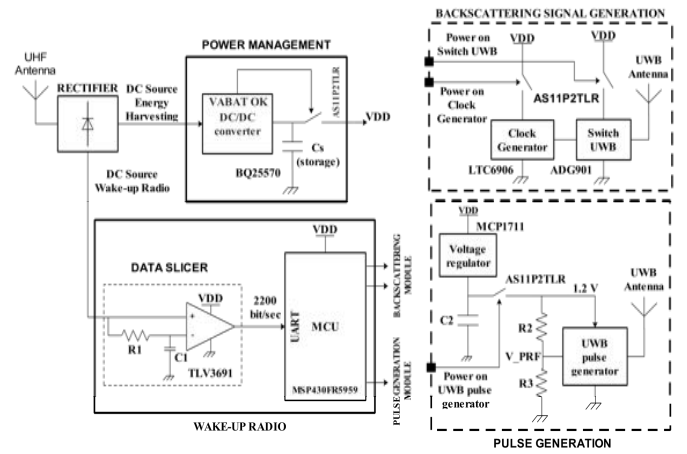 BACKSCATTERING SIGNAL GENERATION
UHF
Antenna
RECTIFIER
DC Source
Energy
Harvesting
POWER MANAGEMENT
VABAT OK
DC/DC
converter
AS11P2TLR
VDD
Cs
(storage)
BQ25570
DC Source
Wake-up Radio
Power on
Switch UWB
VDD
VDD
UWB
Antenna
Power on
Clock
Generator
AS11P2TLR
Clock
Generator
Switch
UWB
LTC6906
ADG901
DATA SLICER
VDD
+
-
R1
C1
TLV3691
2200
bit/sec
VDD
UART
MCU
MSP430FR5959
BACKSCATTERING
MODULE
PULSE GENERATION
MODULE
WAKE-UP RADIO
VDD
MCP1711
Voltage
regulator
AS11P2TLR
1.2 V
UWB
Antenna
C2
R2
V_PRF
R3
UWB
pulse
generator
Power on
UWB pulse
generator
PULSE GENERATION